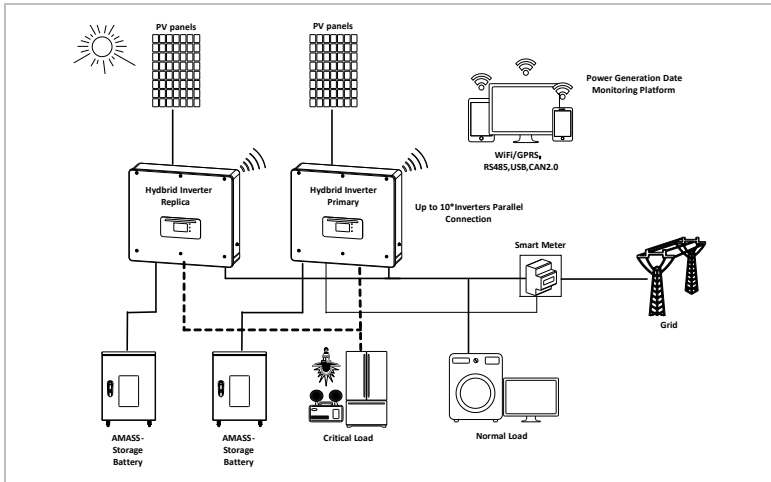 PV panels
PV panels
Power Generation Date
Monitoring Platform
WiFi/GPRS,
RS485,USB,CAN2.0
Hydbrid Inverter
Replica
Hydbrid Inverter
Primary
Up to 10*Inverters Parallel
Connection
Smart Meter
Grid
AMASS-
Storage
Battery
AMASS-
Storage
Battery
Critical Load
Normal Load